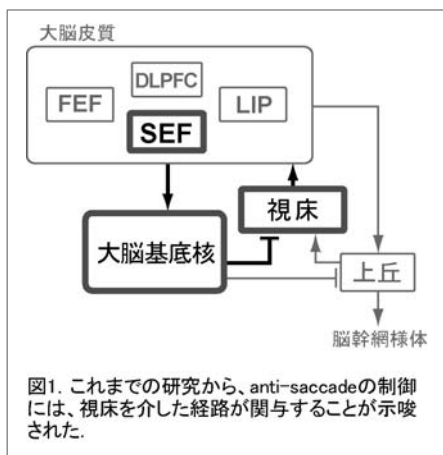 大脳皮質
DLPFC
FEF
LIP
SEF
視床
大脳基底核
上丘
脳幹網様体
図1. これまでの研究から、anti-saccadeの制御
には、視床を介した経路が関与することが示唆
された.